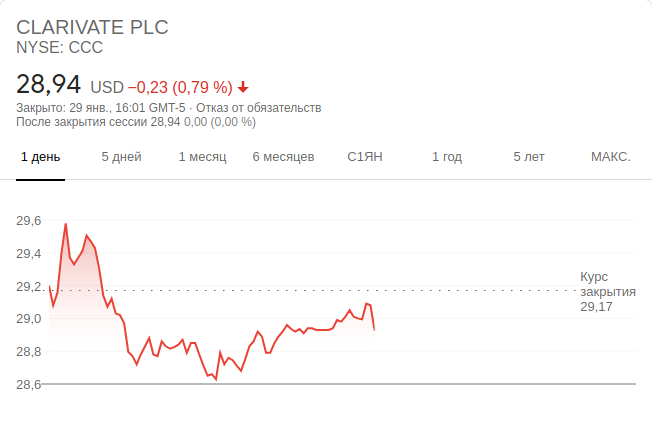 CLARIVATE PLC
NYSE: CCC
28,94 USD −0,23 (0,79 %)
Закрыто: 29 янв., 16:01 GMT-5 · Отказ от обязательств
После закрытия сессии 28,94 0,00 (0,00 %)
1 день 5 дней 1 месяц 6 месяцев С1ЯН 1 год 5 лет МАКС.
29,6
29,4
29,2
29,0
28,8
28,6
Курс
закрытия
29,17